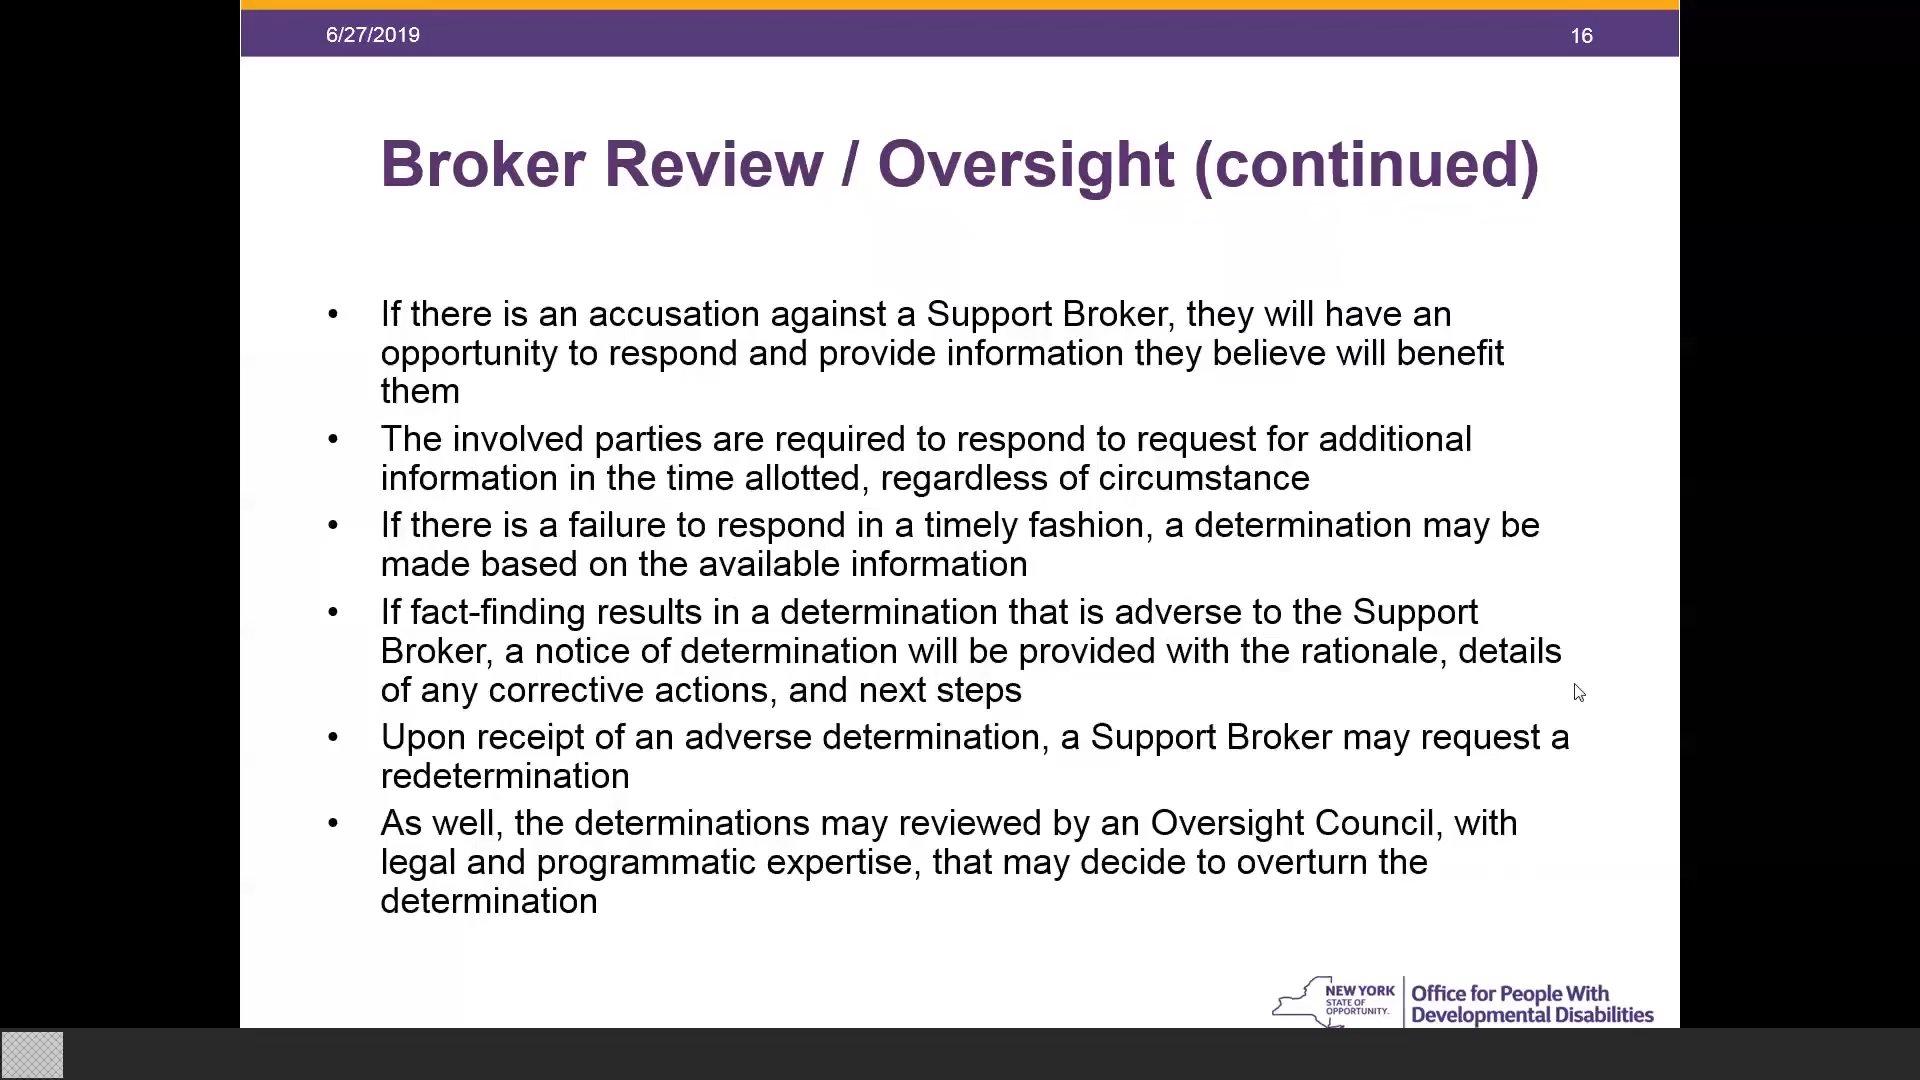 6/27/2019
16
Broker Review / Oversight (continued)
• If there is an accusation against a Support Broker, they will have an
opportunity to respond and provide information they believe will benefit
them
• The involved parties are required to respond to request for additional
information in the time allotted, regardless of circumstance
• If there is a failure to respond in a timely fashion, a determination may be
made based on the available information
• If fact-finding results in a determination that is adverse to the Support
Broker, a notice of determination will be provided with the rationale, details
of any corrective actions, and next steps
• Upon receipt of an adverse determination, a Support Broker may request a
redetermination
• As well, the determinations may reviewed by an Oversight Council, with
legal and programmatic expertise, that may decide to overturn the
determination
NEW YORK
STATE OF
OPPORTUNITY.
Office for People With
Developmental Disabilities